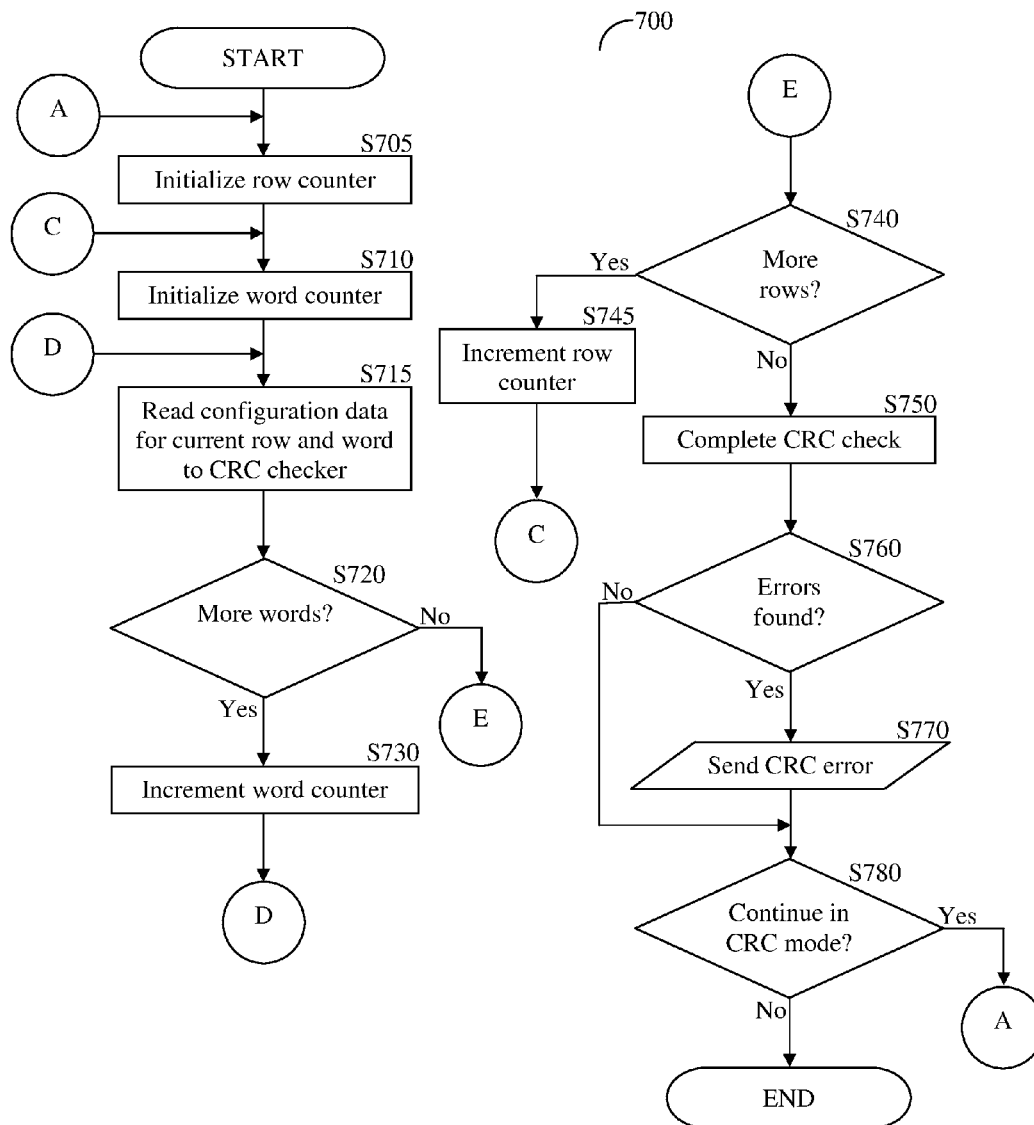 START
A
S705
Initialize row counter
C
S710
Initialize word counter
D
S715
Read configuration data
for current row and word
to CRC checker
S720
More words?
No
E
Yes
S730
Increment word counter
D
700
E
S740
More
rows?
Yes
S745
Increment row
counter
C
No
S750
Complete CRC check
S760
Errors
found?
No
Yes
S770
Send CRC error
S780
Continue in
CRC mode?
Yes
A
No
END